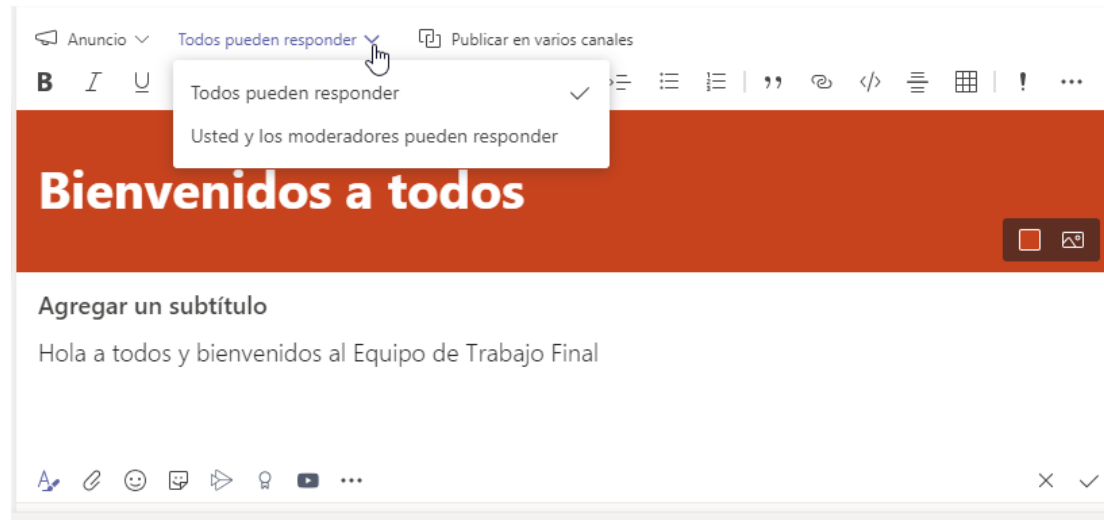 Anuncio Todos pueden responder Publicar en varios canales
B I U
Todos pueden responder
Usted y los moderadores pueden responder
Bienvenidos a todos
Agregar un subtítulo
Hola a todos y bienvenidos al Equipo de Trabajo Final